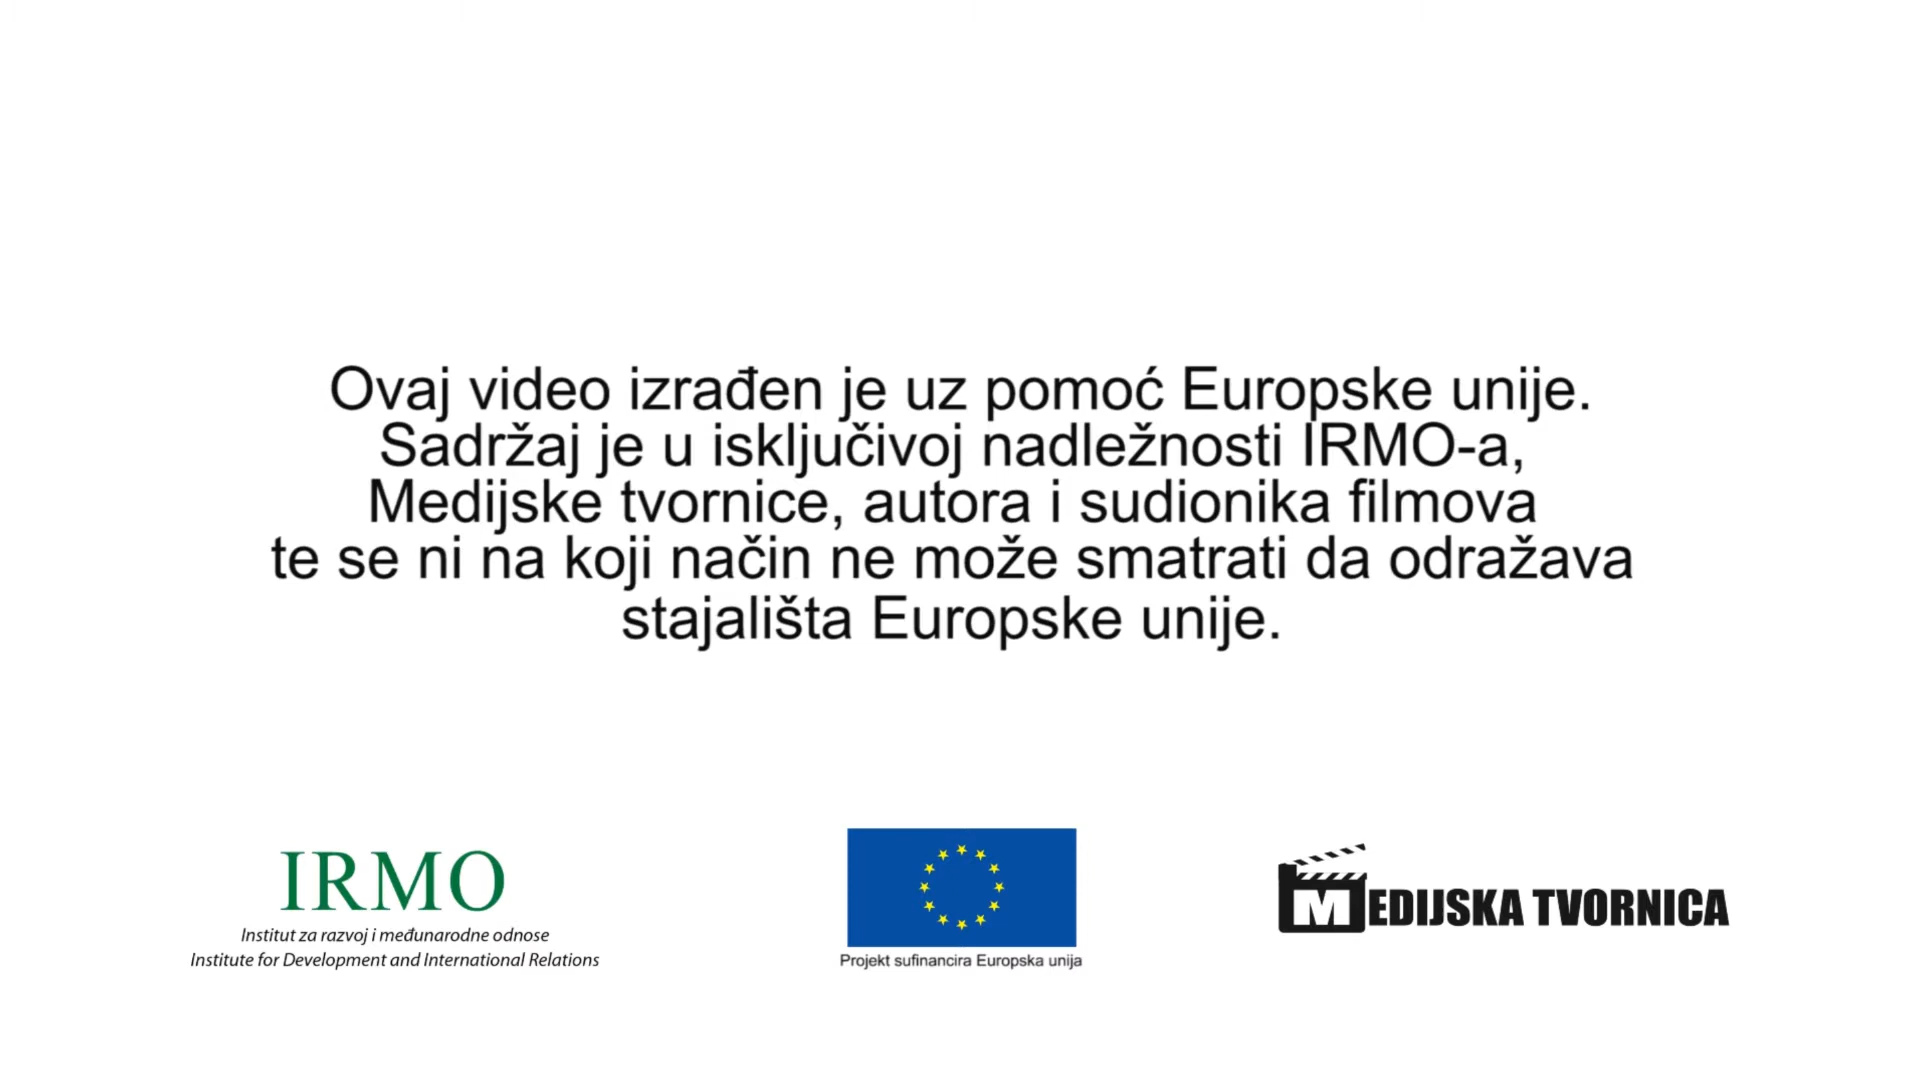 Ovaj video izrađen je uz pomoć Europske unije.
Sadržaj je u isključivoj nadležnosti IRMO-a,
Medijske tvornice, autora i sudionika filmova
te se ni na koji način ne može smatrati da odražava
stajališta Europske unije.
IRMO
Institut za razvoj i međunarodne odnose
Institute for Development and International Relations
Projekt sufinancira Europska unija
MEDIJSKA TVORNICA